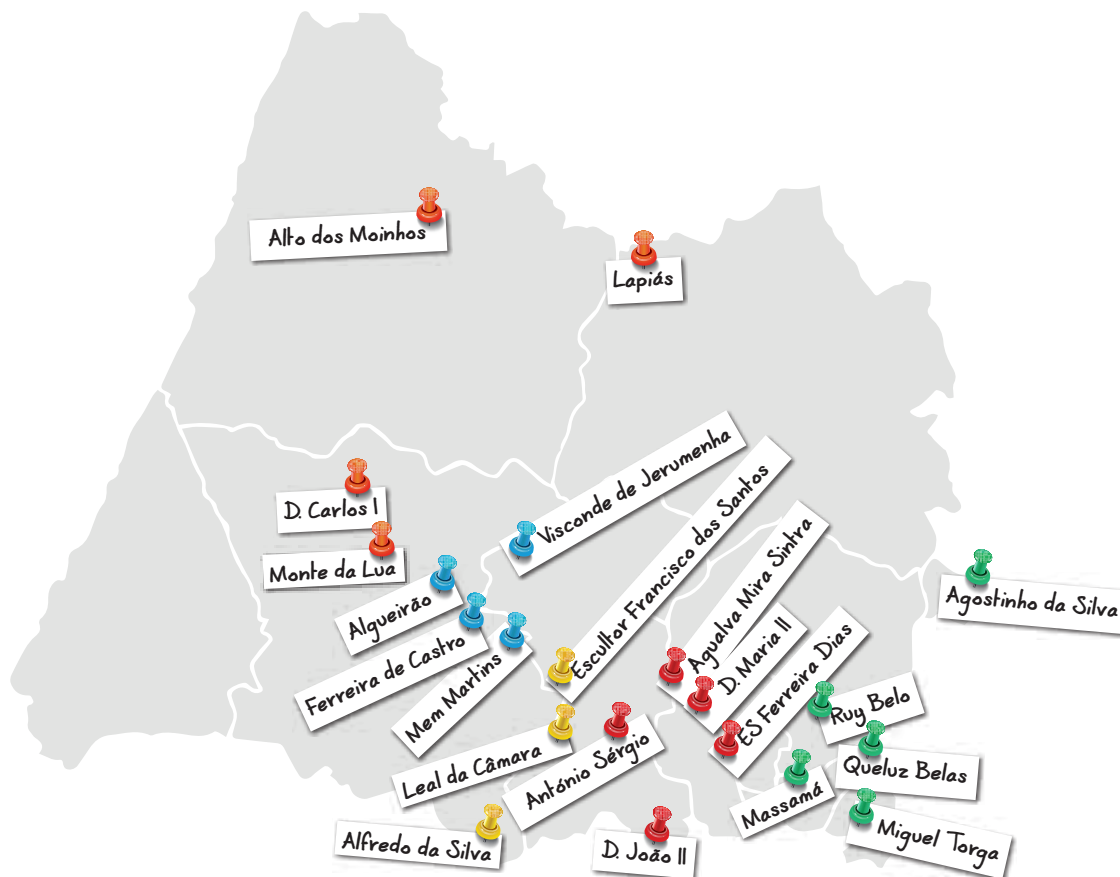 Alto dos Moinhos
Lapiás
Visconde de Jerumenha
Escultor Francisco dos Santos
D. Carlos I
Monte da Lua
Agualva Mira Sintra
Alqueirão
Agostinho da Silva
D. Maria II
Ferreira de Castro
ES Ferreira Dias
Mem Martins
Ruy Belo
Leal da Câmara
António Sérgio
Queluz Belas
Massamá
Alfredo da Silva
D. João II
Miguel Torga